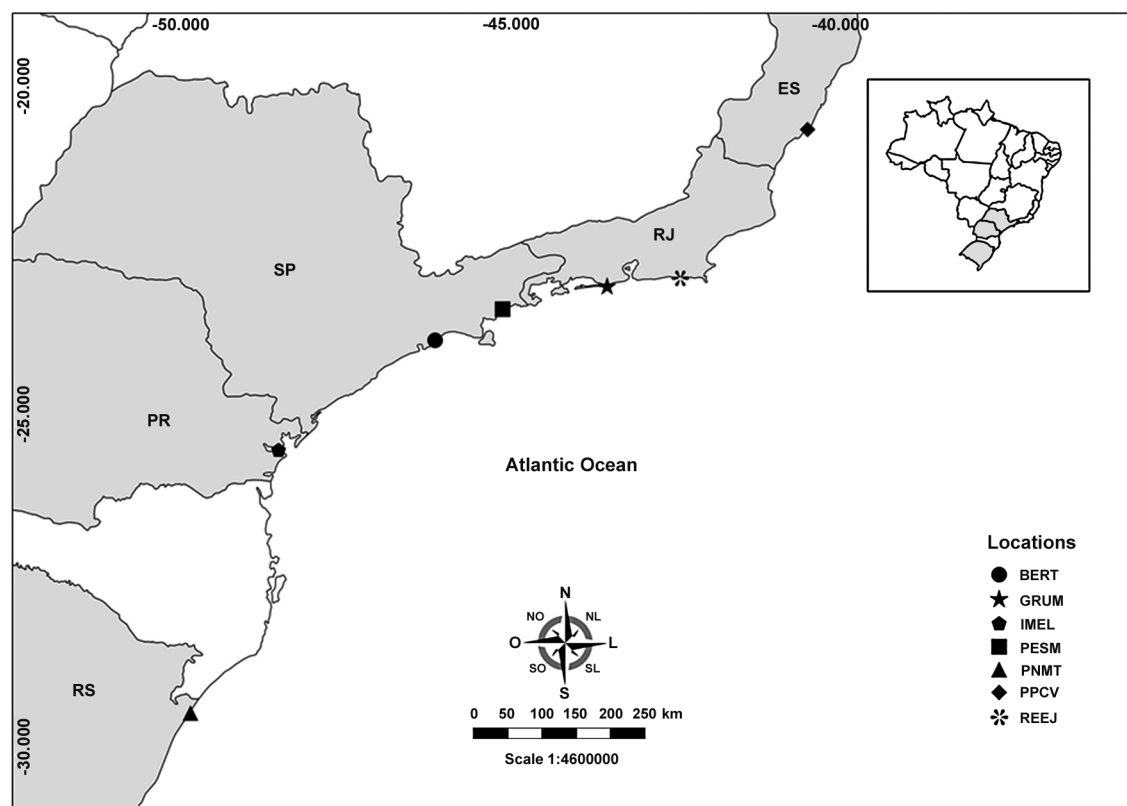 -50.000 -45.000 -40.000
-20.000
ES
RJ
SP
-25.000
PR
Atlantic Ocean
Locations
BERT
GRUM
IMEL
PESM
PNMT
PPCV
REEJ
N
NO NL
O L
SO SL
S
RS
-30.000
0 50 100 150 200 250 km
Scale 1:4600000